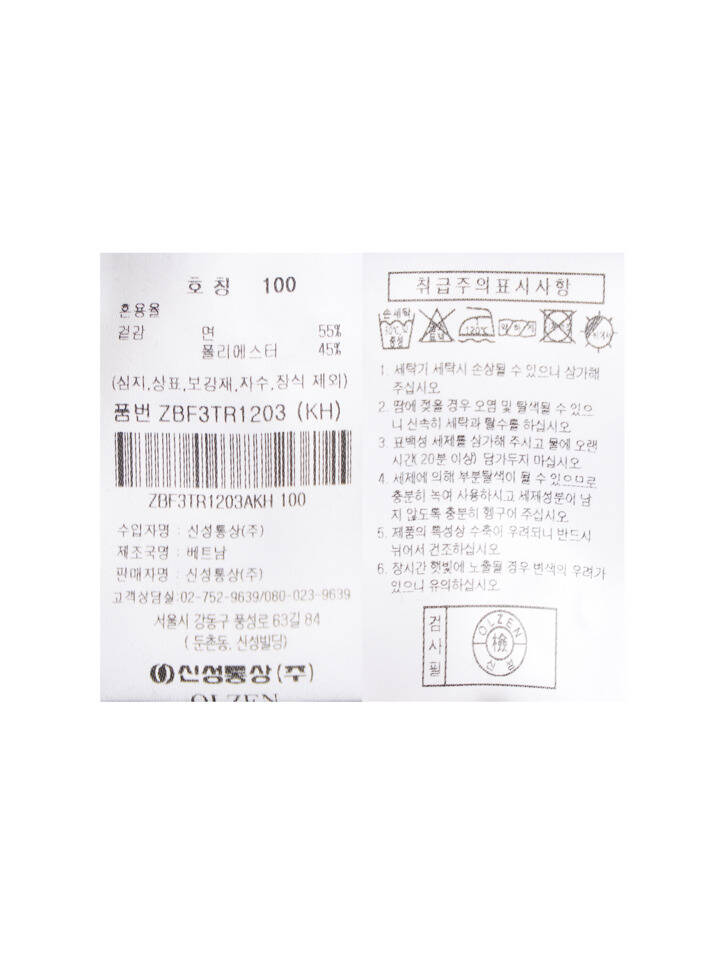 호칭 100
혼용율
겉감 면 55%
폴리에스터 45%
(심지,상표,보강재,자수,장식 제외)
품번 ZBF3TR1203 (KH)
ZBF3TR1203AKH 100
수입자명 : 신성통상(주)
제조국명 : 베트남
판매자명 : 신성통상(주)
고객상담실:02-752-9639/080-023-9639
서울시 강동구 풍성로 63길 84
( 둔촌동, 신성빌딩)
신성통상(주)
OLZEN
취급주의표시사항
손세탁
중성 120℃ 약하게
1. 세탁기 세탁시 손상될 수 있으니 삼가해
주십시오
2. 땀에 젖을 경우 오염 및 탈색될 수 있으
니 신속히 세탁과 탈수를 하십시오
3. 표백성 세제를 삼가해 주시고 물에 오랜
시간(20분 이상) 담가두지 마십시오
4. 세제에 의해 부분탈색이 될 수 있으므로
충분히 녹여 사용하시고 세제성분이 남
지 않도록 충분히 헹구어 주십시오
5. 제품의 특성상 수축이 우려되니 반드시
뉘어서 건조하십시오
6. 장시간 햇빛에 노출될 경우 변색의 우려가
있으니 유의하십시오
검사필
OLZEN
檢
신성